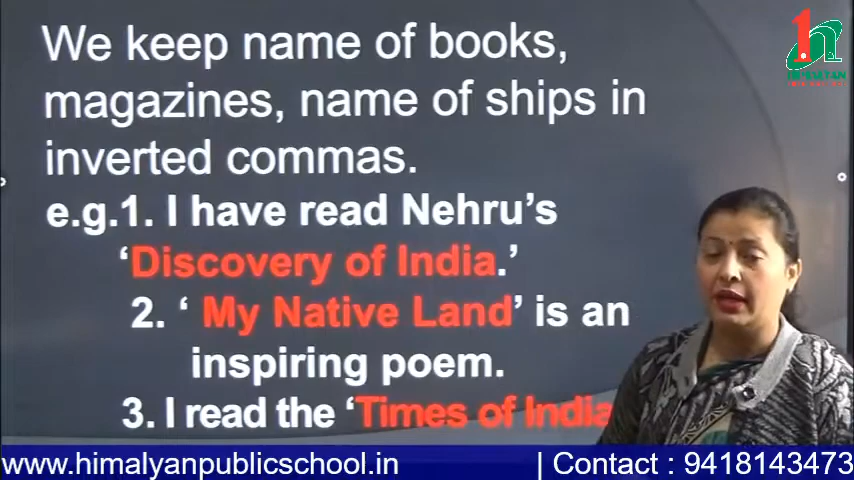 We keep name of books,
magazines, name of ships in
inverted commas.
e.g.1. I have read Nehru’s
‘Discovery of India.’
2. ‘ My Native Land’ is an
inspiring poem.
3. I read the ‘Times of India
www.himalyanpublicschool.in | Contact : 9418143473